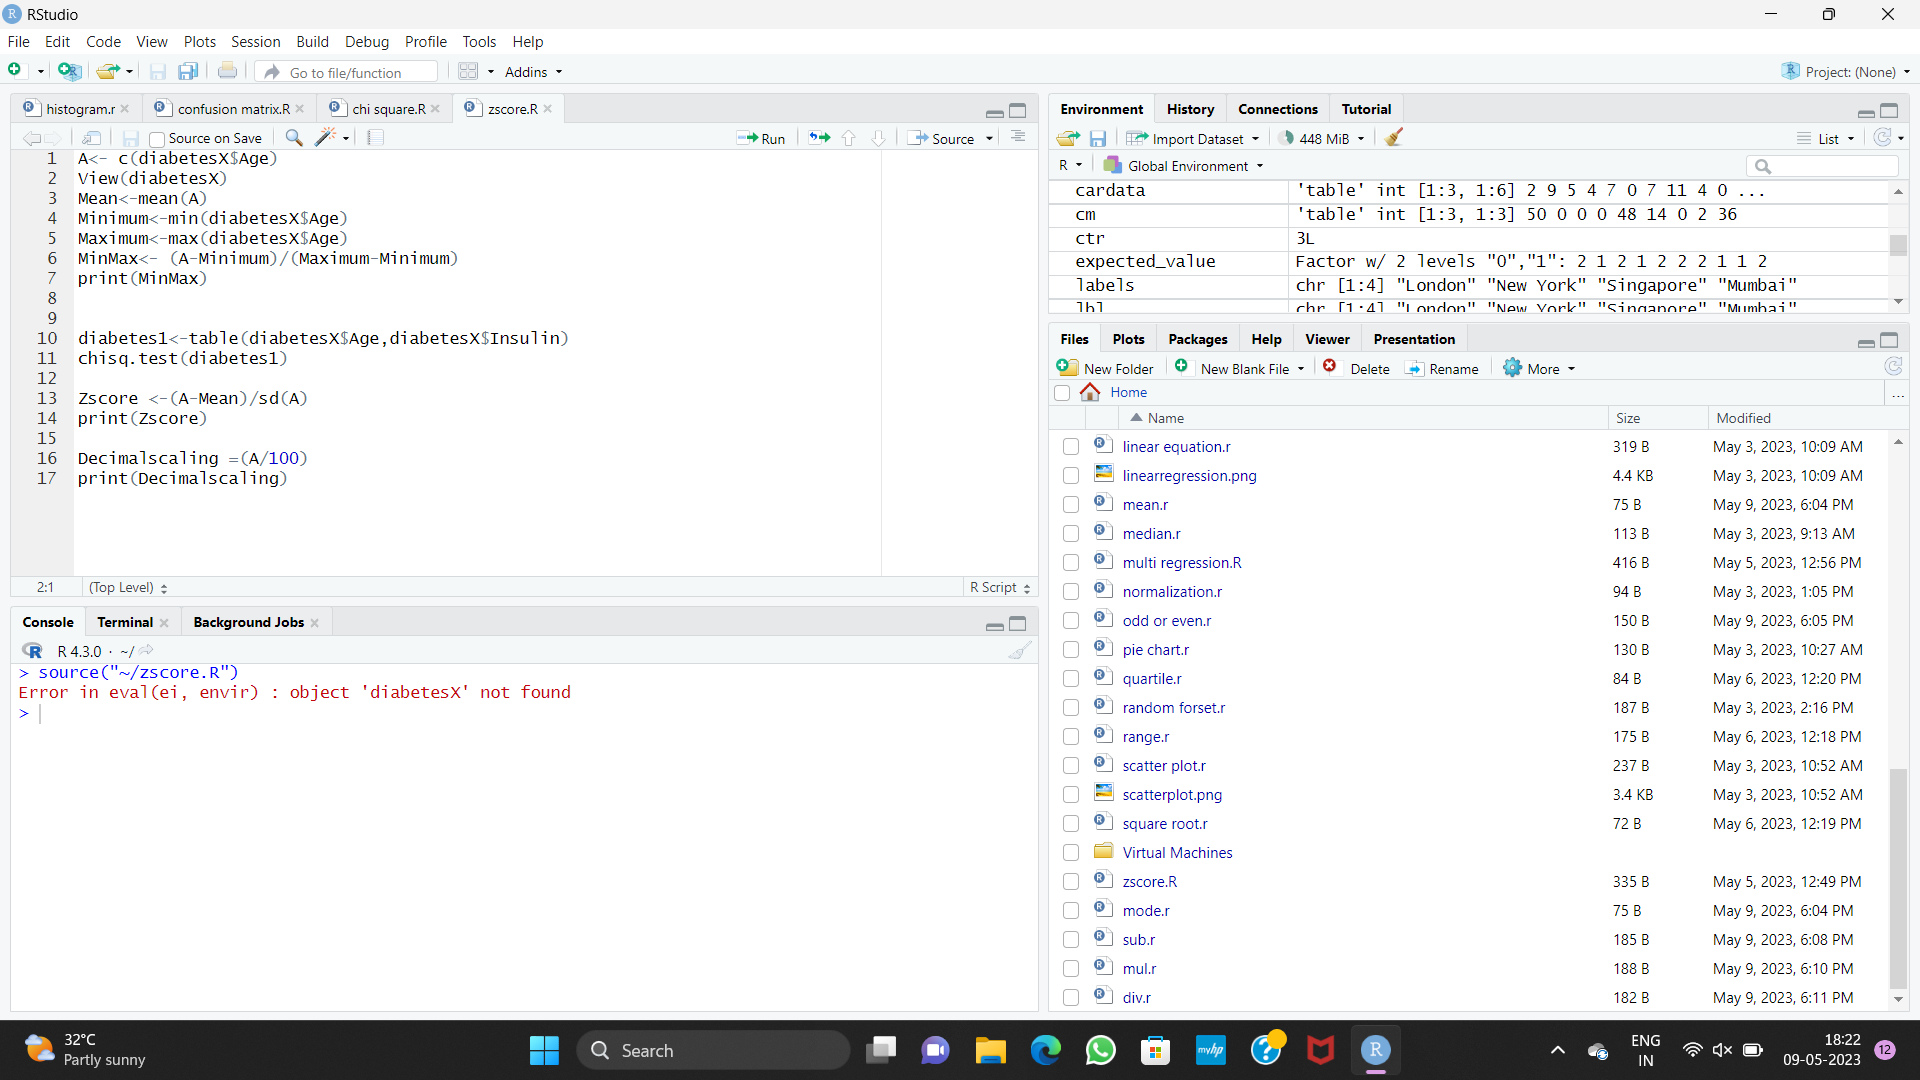 RStudio
File Edit Code View Plots Session Build Debug Profile Tools Help
Go to file/function Addins Project: (None)
histogram.r confusion matrix.R chi square.R zscore.R
Source on Save Run Source
1 A<- c(diabetesX$Age)
2 View(diabetesX)
3 Mean<-mean(A)
4 Minimum<-min(diabetesX$Age)
5 Maximum<-max(diabetesX$Age)
6 MinMax<- (A-Minimum)/(Maximum-Minimum)
7 print(MinMax)
8
9
10 diabetes1<-table(diabetesX$Age,diabetesX$Insulin)
11 chisq.test(diabetes1)
12
13 Zscore <-(A-Mean)/sd(A)
14 print(Zscore)
15
16 Decimalscaling =(A/100)
17 print(Decimalscaling)
2:1 (Top Level) R Script
Console Terminal Background Jobs
R 4.3.0 · ~/
> source("~/zscore.R")
Error in eval(ei, envir) : object 'diabetesX' not found
>
Environment History Connections Tutorial
Import Dataset 448 MiB List
R Global Environment
cardata 'table' int [1:3, 1:6] 2 9 5 4 7 0 7 11 4 0 ...
cm 'table' int [1:3, 1:3] 50 0 0 0 48 14 0 2 36
ctr 3L
expected_value Factor w/ 2 levels "0","1": 2 1 2 1 2 2 2 1 1 2
labels chr [1:4] "London" "New York" "Singapore" "Mumbai"
lbl chr [1:4] "London" "New York" "Singapore" "Mumbai"
Files Plots Packages Help Viewer Presentation
New Folder New Blank File Delete Rename More
Home ...
Name Size Modified
linear equation.r 319 B May 3, 2023, 10:09 AM
linearregression.png 4.4 KB May 3, 2023, 10:09 AM
mean.r 75 B May 9, 2023, 6:04 PM
median.r 113 B May 3, 2023, 9:13 AM
multi regression.R 416 B May 5, 2023, 12:56 PM
normalization.r 94 B May 3, 2023, 1:05 PM
odd or even.r 150 B May 9, 2023, 6:05 PM
pie chart.r 130 B May 3, 2023, 10:27 AM
quartile.r 84 B May 6, 2023, 12:20 PM
random forset.r 187 B May 3, 2023, 2:16 PM
range.r 175 B May 6, 2023, 12:18 PM
scatter plot.r 237 B May 3, 2023, 10:52 AM
scatterplot.png 3.4 KB May 3, 2023, 10:52 AM
square root.r 72 B May 6, 2023, 12:19 PM
Virtual Machines
zscore.R 335 B May 5, 2023, 12:49 PM
mode.r 75 B May 9, 2023, 6:04 PM
sub.r 185 B May 9, 2023, 6:08 PM
mul.r 188 B May 9, 2023, 6:10 PM
div.r 182 B May 9, 2023, 6:11 PM
32°C
Partly sunny
Search
myhp
ENG
IN
18:22
09-05-2023
12